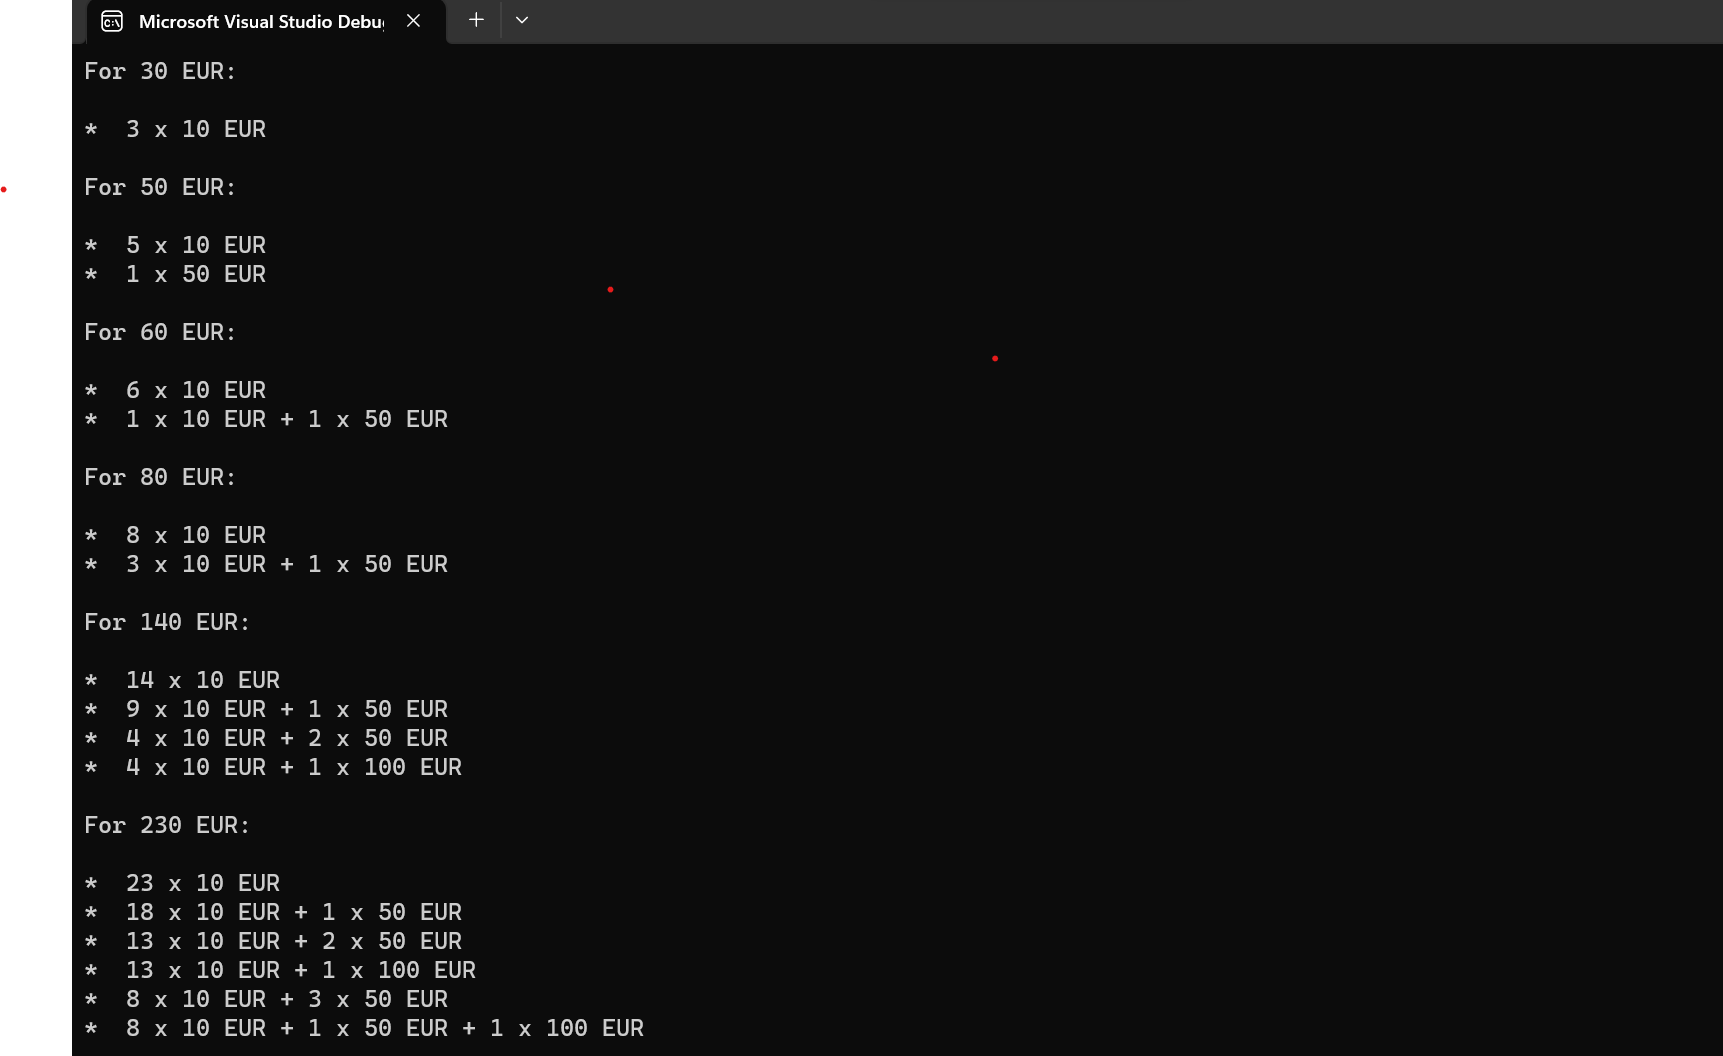 Microsoft Visual Studio Debu
For 30 EUR:
*  3 x 10 EUR
For 50 EUR:
*  5 x 10 EUR
*  1 x 50 EUR
For 60 EUR:
*  6 x 10 EUR
*  1 x 10 EUR + 1 x 50 EUR
For 80 EUR:
*  8 x 10 EUR
*  3 x 10 EUR + 1 x 50 EUR
For 140 EUR:
*  14 x 10 EUR
*  9 x 10 EUR + 1 x 50 EUR
*  4 x 10 EUR + 2 x 50 EUR
*  4 x 10 EUR + 1 x 100 EUR
For 230 EUR:
*  23 x 10 EUR
*  18 x 10 EUR + 1 x 50 EUR
*  13 x 10 EUR + 2 x 50 EUR
*  13 x 10 EUR + 1 x 100 EUR
*  8 x 10 EUR + 3 x 50 EUR
*  8 x 10 EUR + 1 x 50 EUR + 1 x 100 EUR